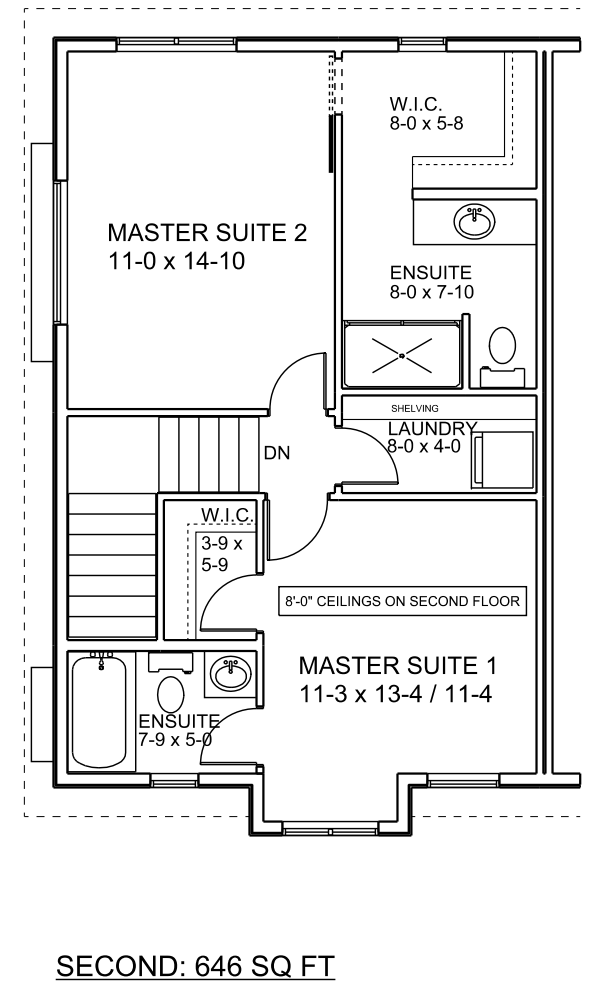 W.I.C.
8-0 x 5-8
MASTER SUITE 2
11-0 x 14-10
ENSUITE
8-0 x 7-10
SHELVING
LAUNDRY
8-0 x 4-0
DN
W.I.C.
3-9 x
5-9
8'-0" CEILINGS ON SECOND FLOOR
MASTER SUITE 1
11-3 x 13-4 / 11-4
ENSUITE
7-9 x 5-0
SECOND: 646 SQ FT